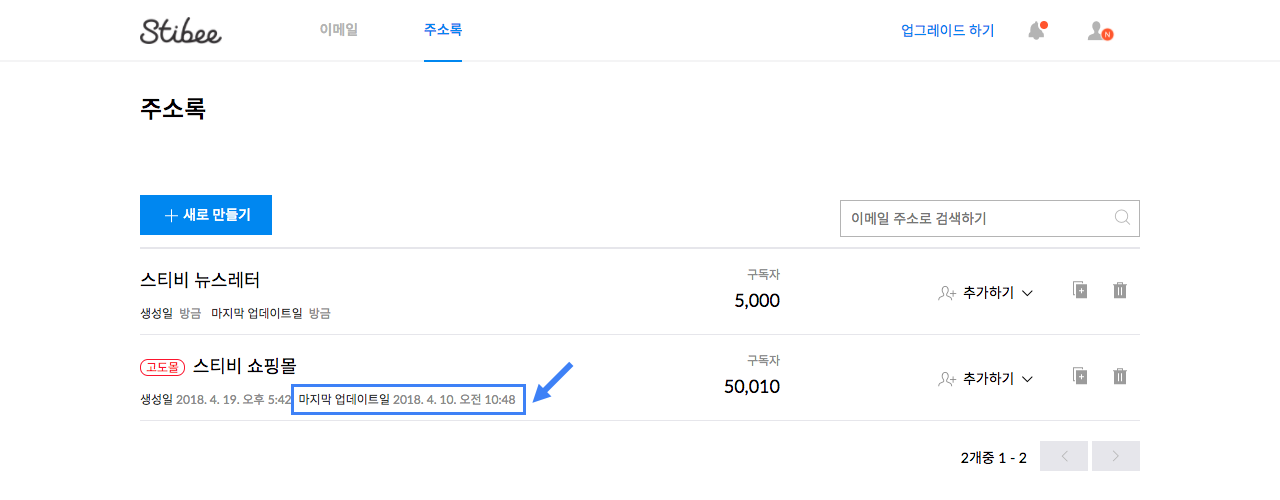 Stibee 이메일 주소록 업그레이드 하기 N
주소록
새로 만들기
이메일 주소로 검색하기
스티비 뉴스레터
구독자
5,000
추가하기
생성일 방금 마지막 업데이트일 방금
고도몰 스티비 쇼핑몰
구독자
50,010
추가하기
생성일 2018. 4. 19. 오후 5:42 마지막 업데이트일 2018. 4. 10. 오전 10:48
2개중 1 - 2